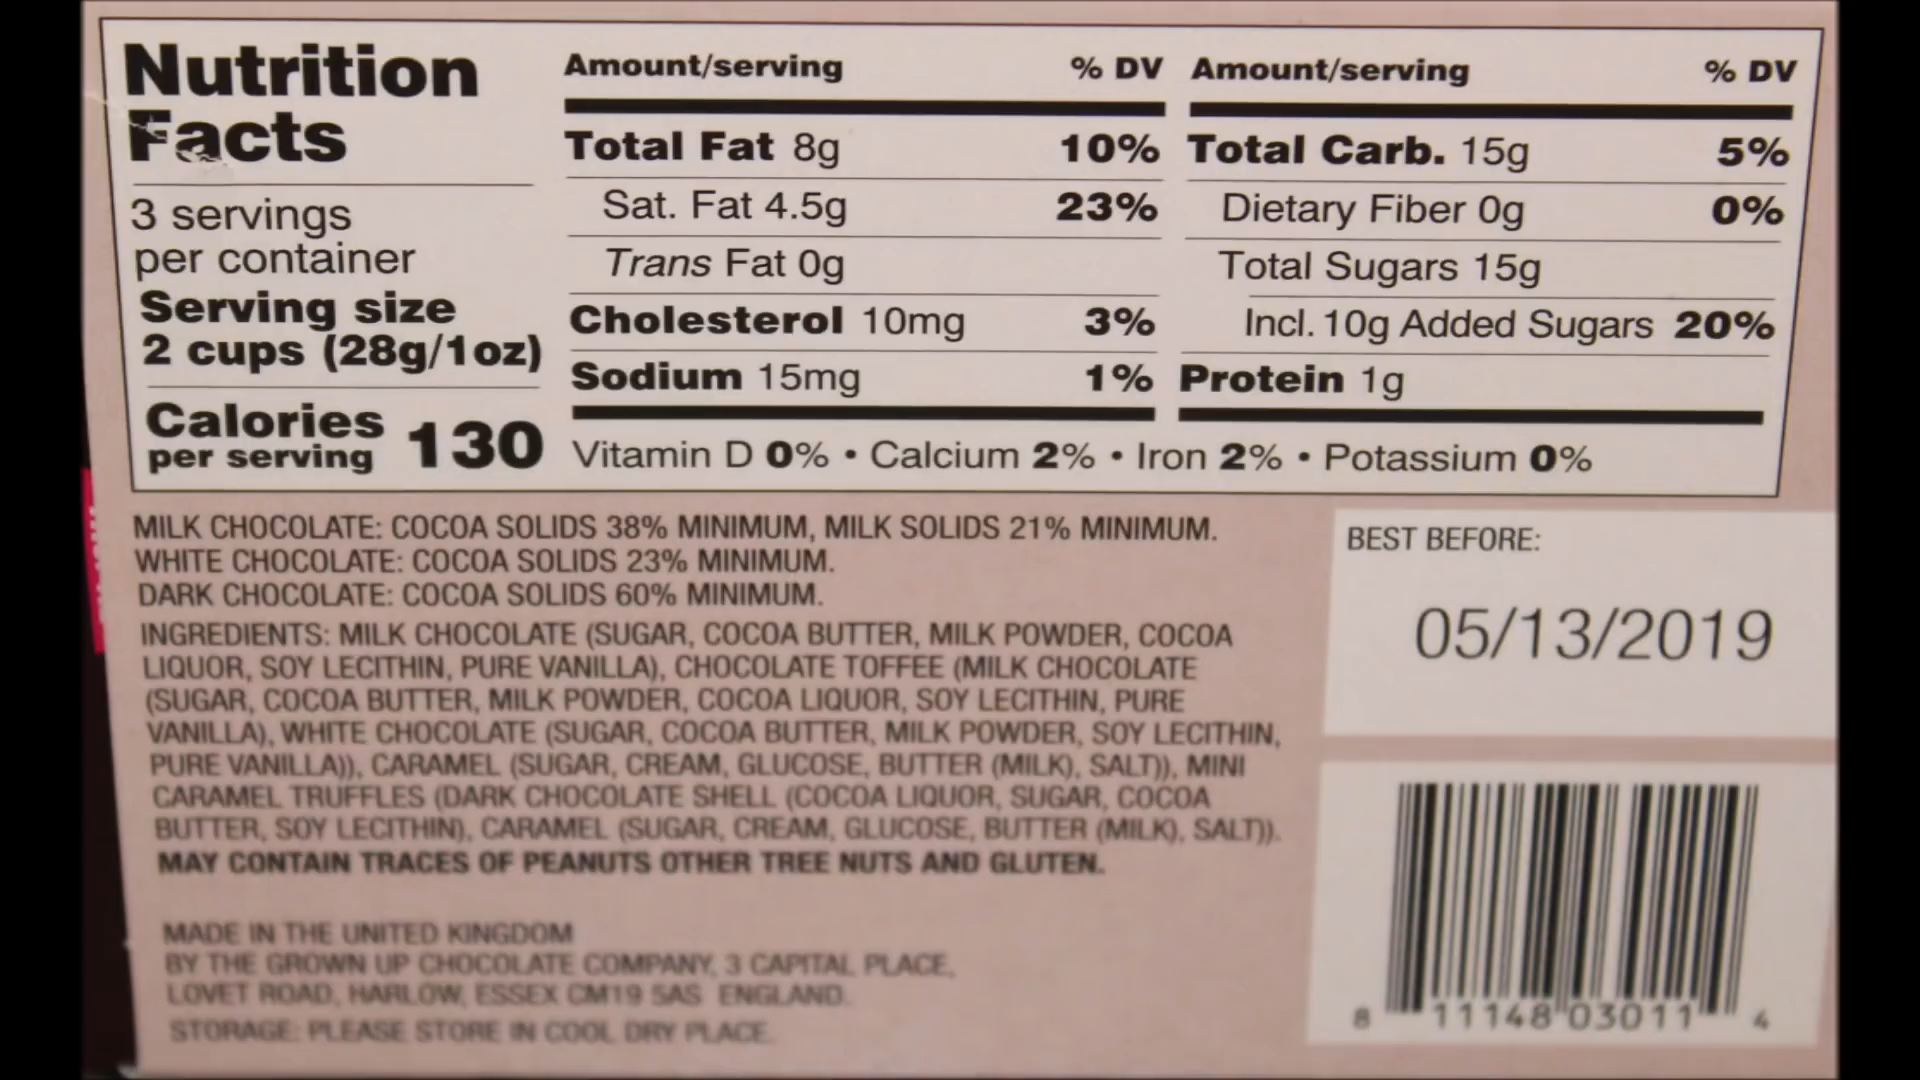 Nutrition
Facts
3 servings
per container
Serving size
2 cups (28g/1oz)
Calories
per serving 130
Amount/serving % DV
Total Fat 8g 10%
Sat. Fat 4.5g 23%
Trans Fat 0g
Cholesterol 10mg 3%
Sodium 15mg 1%
Amount/serving % DV
Total Carb. 15g 5%
Dietary Fiber 0g 0%
Total Sugars 15g
Incl. 10g Added Sugars 20%
Protein 1g
Vitamin D 0% • Calcium 2% • Iron 2% • Potassium 0%
MILK CHOCOLATE: COCOA SOLIDS 38% MINIMUM, MILK SOLIDS 21% MINIMUM.
WHITE CHOCOLATE: COCOA SOLIDS 23% MINIMUM.
DARK CHOCOLATE: COCOA SOLIDS 60% MINIMUM.
INGREDIENTS: MILK CHOCOLATE (SUGAR, COCOA BUTTER, MILK POWDER, COCOA
LIQUOR, SOY LECITHIN, PURE VANILLA), CHOCOLATE TOFFEE (MILK CHOCOLATE
(SUGAR, COCOA BUTTER, MILK POWDER, COCOA LIQUOR, SOY LECITHIN, PURE
VANILLA), WHITE CHOCOLATE (SUGAR, COCOA BUTTER, MILK POWDER, SOY LECITHIN,
PURE VANILLA)), CARAMEL (SUGAR, CREAM, GLUCOSE, BUTTER (MILK), SALT)), MINI
CARAMEL TRUFFLES (DARK CHOCOLATE SHELL (COCOA LIQUOR, SUGAR, COCOA
BUTTER, SOY LECITHIN), CARAMEL (SUGAR, CREAM, GLUCOSE, BUTTER (MILK), SALT)).
MAY CONTAIN TRACES OF PEANUTS OTHER TREE NUTS AND GLUTEN.
MADE IN THE UNITED KINGDOM
BY THE GROWN UP CHOCOLATE COMPANY, 3 CAPITAL PLACE,
LOVET ROAD, HARLOW, ESSEX CM19 5AS ENGLAND.
STORAGE: PLEASE STORE IN COOL DRY PLACE.
BEST BEFORE:
05/13/2019
8 11148 03011 4